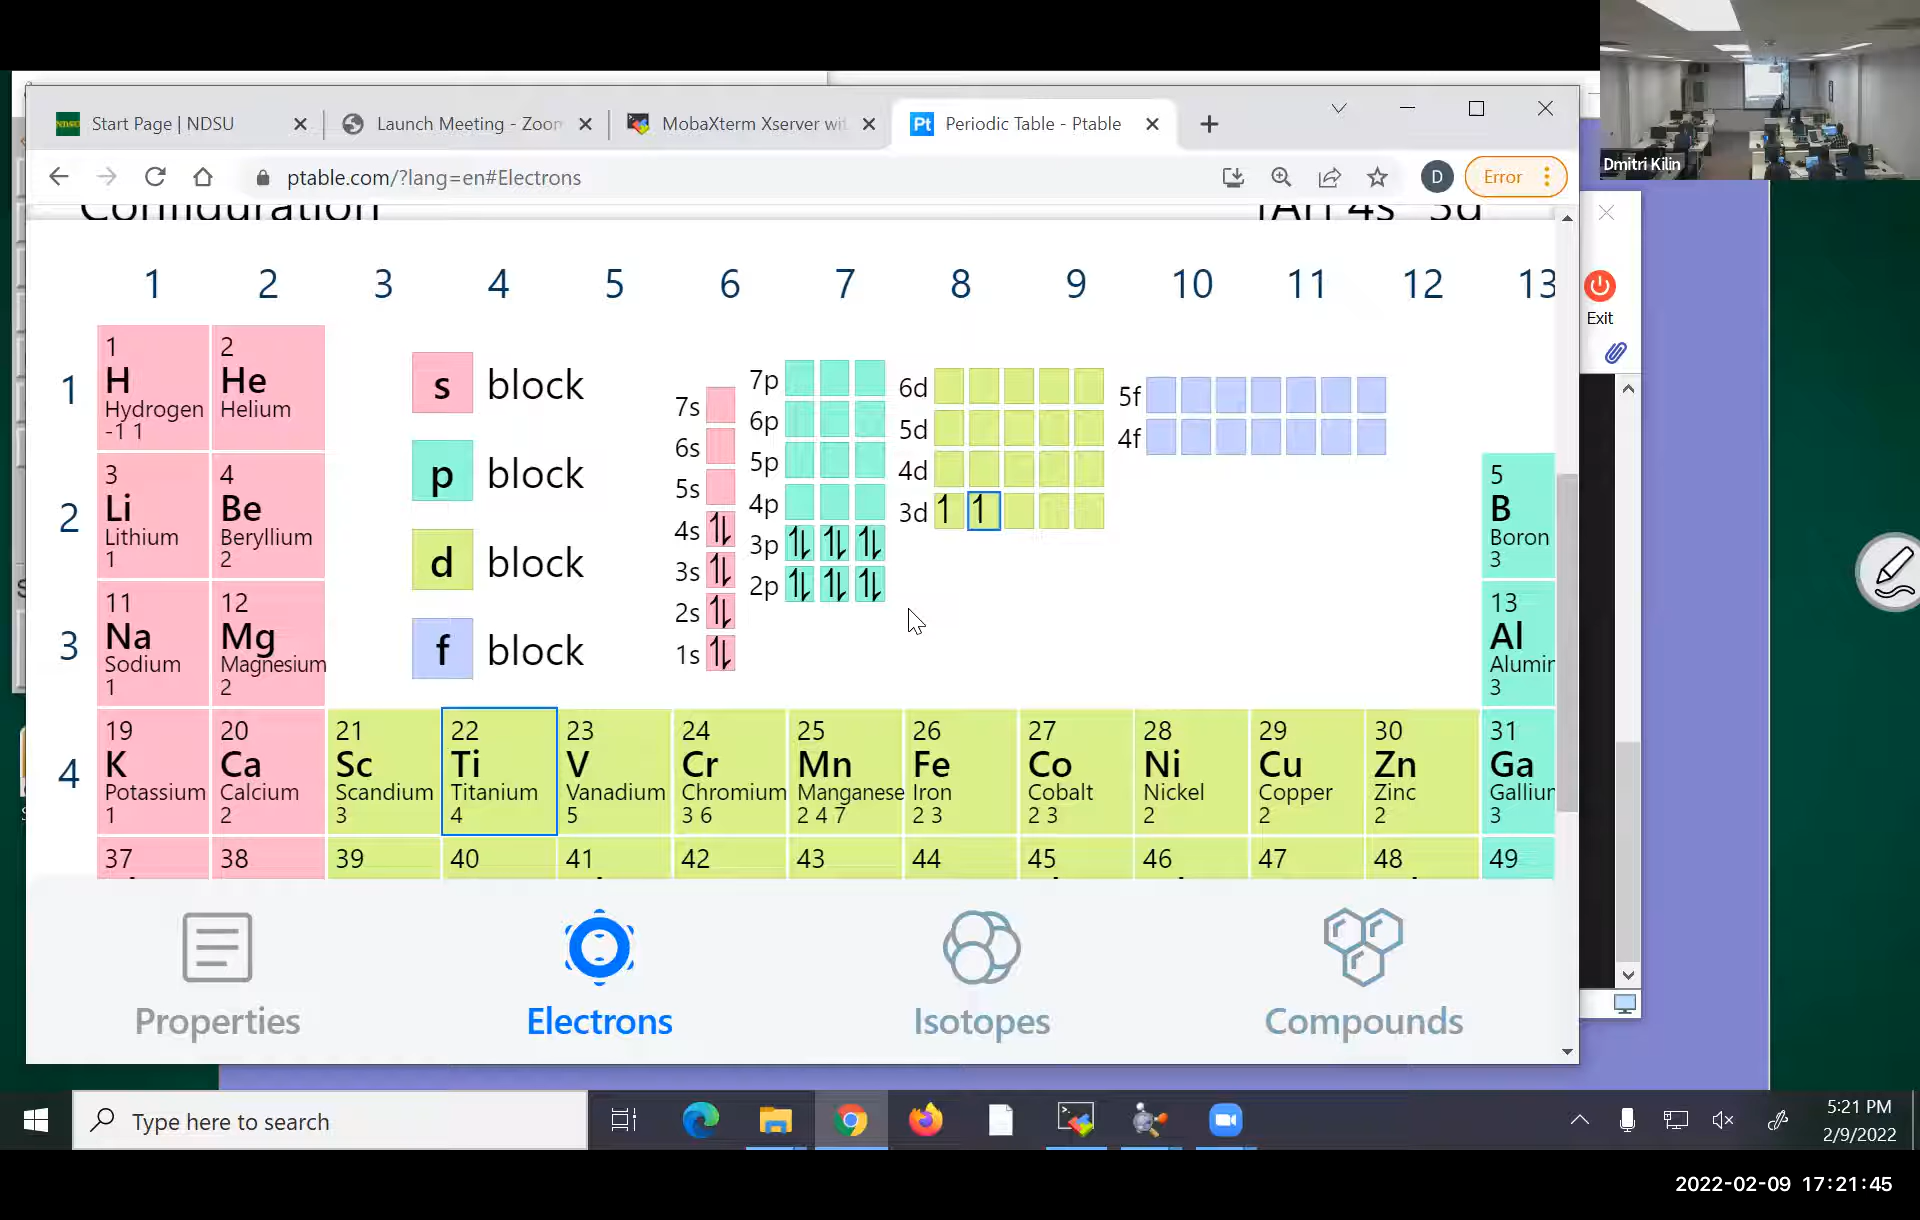 Start Page | NDSU
Launch Meeting - Zoon
MobaXterm Xserver wit
Pt Periodic Table - Ptable
Dmitri Kilin
ptable.com/?lang=en#Electrons
D
Error
Configuration
[Ar] 4s 3d
1 2 3 4 5 6 7 8 9 10 11 12 13
Exit
1
1
H
Hydrogen
-1 1
2
He
Helium
s block
p block
d block
f block
7s
6s
5s
4s
3s
2s
1s
7p
6p
5p
4p
3p
2p
6d
5d
4d
3d
5f
4f
2
3
Li
Lithium
1
4
Be
Beryllium
2
5
B
Boron
3
3
11
Na
Sodium
1
12
Mg
Magnesium
2
13
Al
Alumin
3
4
19
K
Potassium
1
20
Ca
Calcium
2
21
Sc
Scandium
3
22
Ti
Titanium
4
23
V
Vanadium
5
24
Cr
Chromium
3 6
25
Mn
Manganese
2 4 7
26
Fe
Iron
2 3
27
Co
Cobalt
2 3
28
Ni
Nickel
2
29
Cu
Copper
2
30
Zn
Zinc
2
31
Ga
Gallium
3
37 38 39 40 41 42 43 44 45 46 47 48 49
Properties
Electrons
Isotopes
Compounds
Type here to search
5:21 PM
2/9/2022
2022-02-09 17:21:45